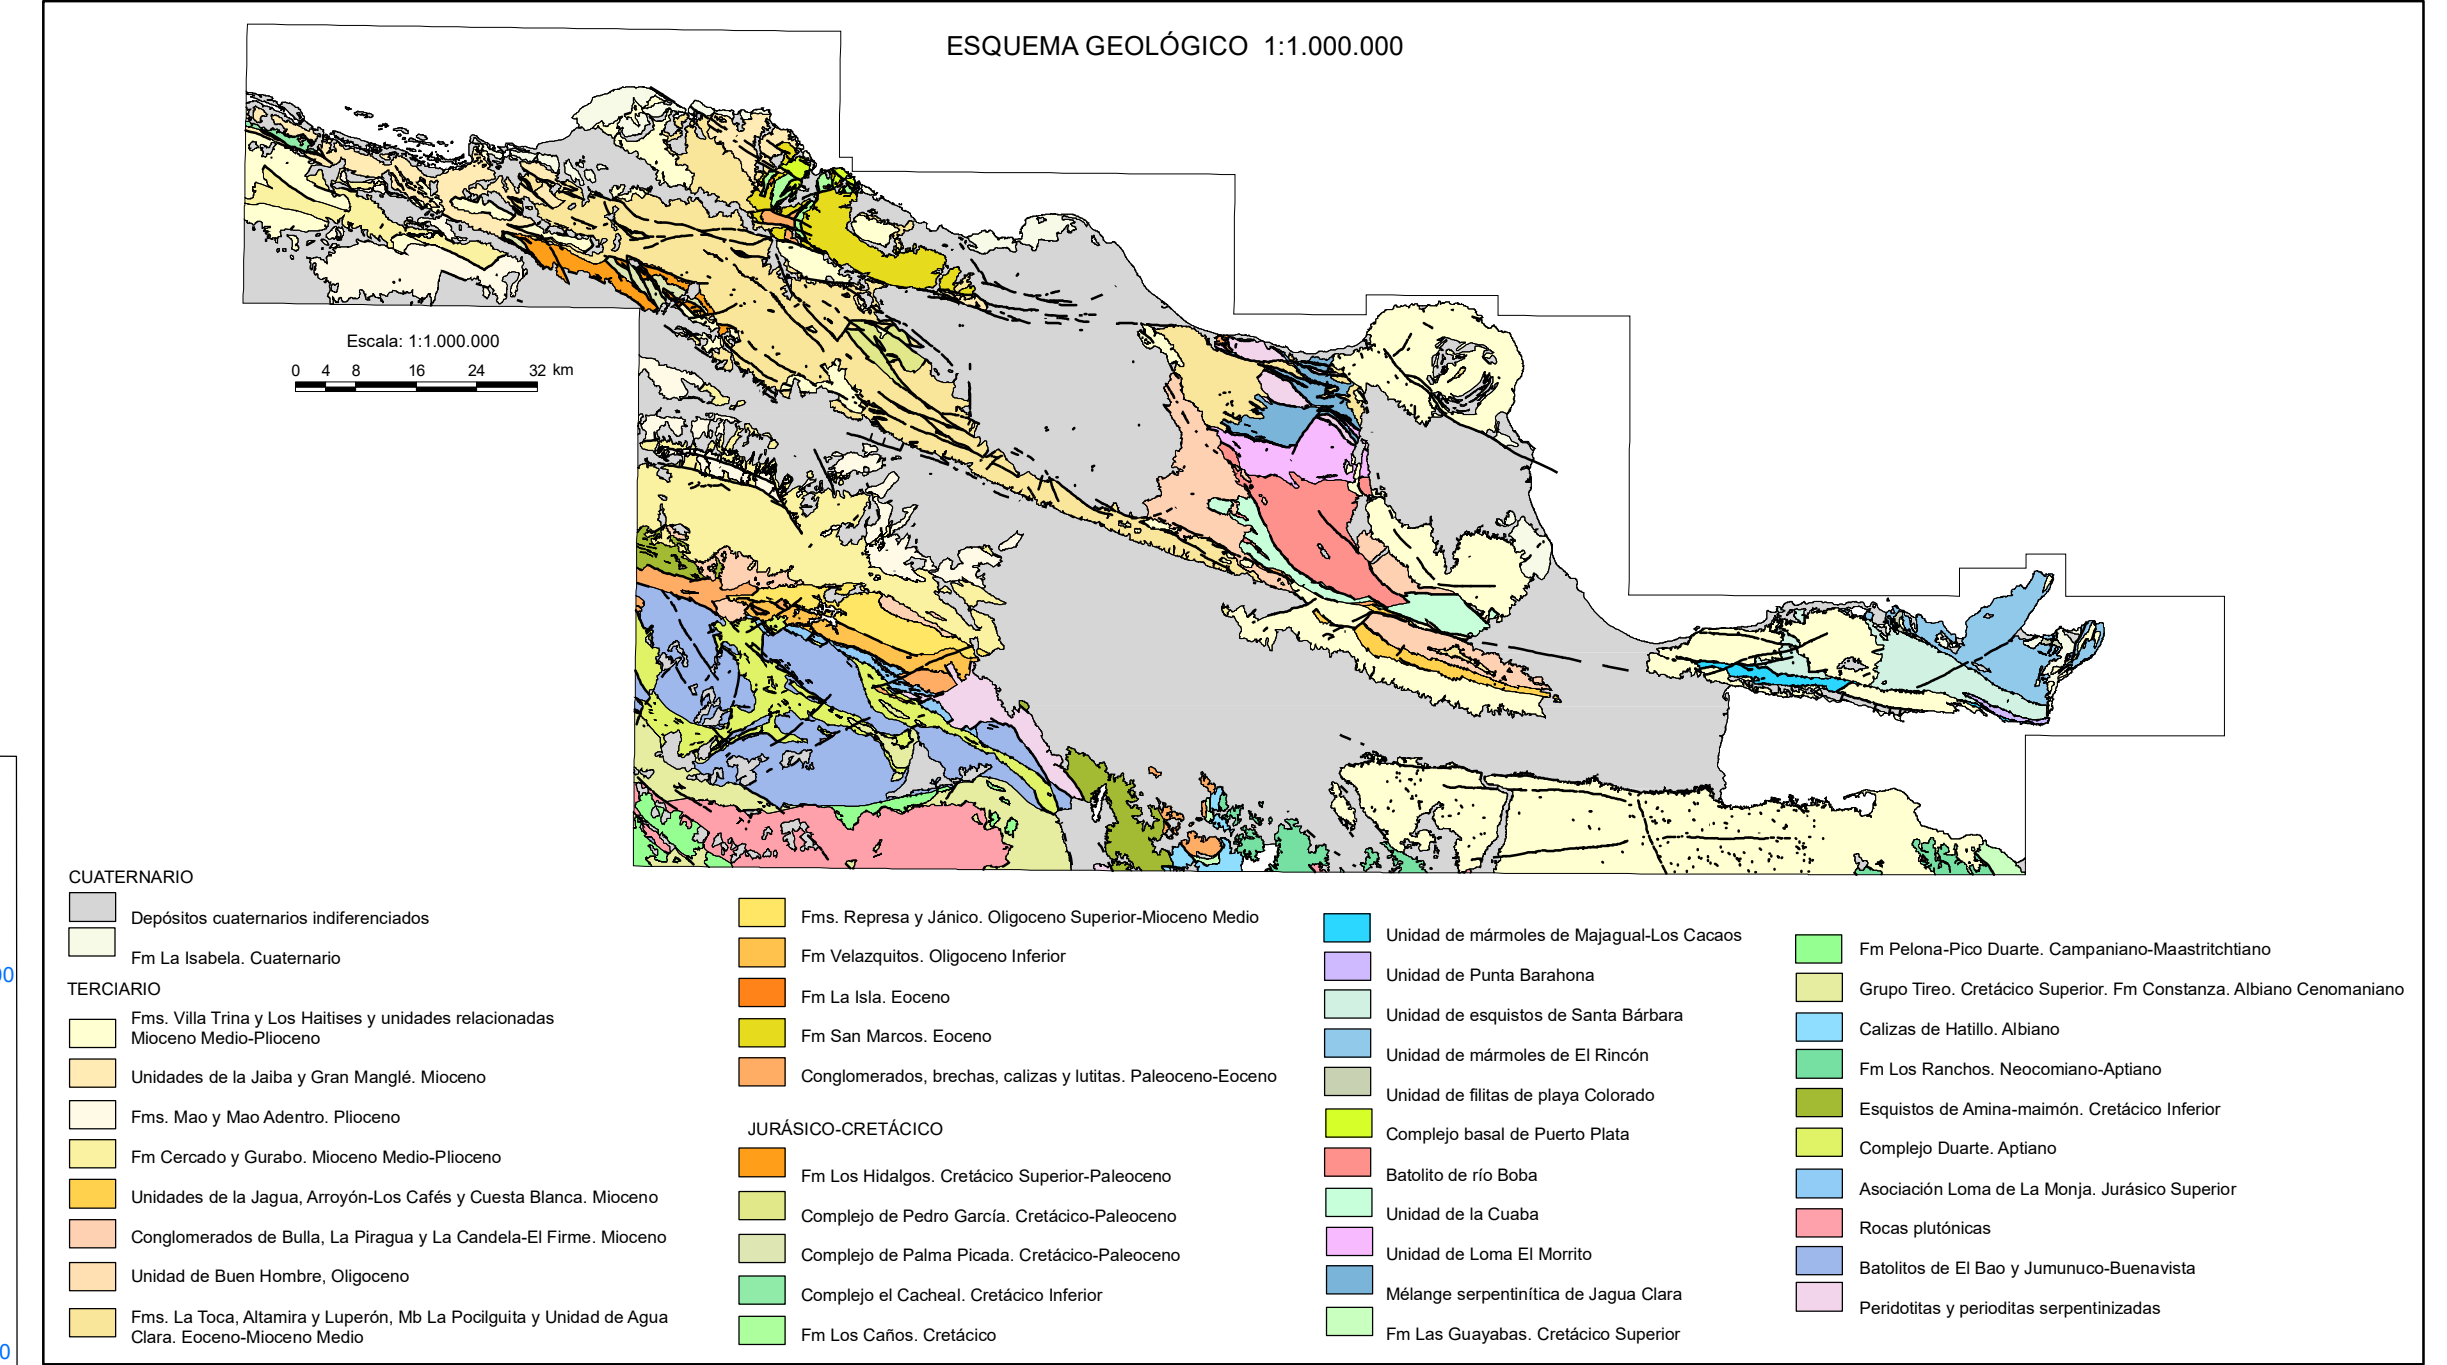 ESQUEMA GEOLÓGICO 1:1.000.000
Escala: 1:1.000.000
0 4 8 16 24 32 km
CUATERNARIO
Depósitos cuaternarios indiferenciados
Fm La Isabela. Cuaternario
TERCIARIO
Fms. Villa Trina y Los Haitises y unidades relacionadas
Mioceno Medio-Plioceno
Unidades de la Jaiba y Gran Manglé. Mioceno
Fms. Mao y Mao Adentro. Plioceno
Fm Cercado y Gurabo. Mioceno Medio-Plioceno
Unidades de la Jagua, Arroyón-Los Cafés y Cuesta Blanca. Mioceno
Conglomerados de Bulla, La Piragua y La Candela-El Firme. Mioceno
Unidad de Buen Hombre, Oligoceno
Fms. La Toca, Altamira y Luperón, Mb La Pocilguita y Unidad de Agua
Clara. Eoceno-Mioceno Medio
Fms. Represa y Jánico. Oligoceno Superior-Mioceno Medio
Fm Velazquitos. Oligoceno Inferior
Fm La Isla. Eoceno
Fm San Marcos. Eoceno
Conglomerados, brechas, calizas y lutitas. Paleoceno-Eoceno
JURÁSICO-CRETÁCICO
Fm Los Hidalgos. Cretácico Superior-Paleoceno
Complejo de Pedro García. Cretácico-Paleoceno
Complejo de Palma Picada. Cretácico-Paleoceno
Complejo el Cacheal. Cretácico Inferior
Fm Los Caños. Cretácico
Unidad de mármoles de Majagual-Los Cacaos
Unidad de Punta Barahona
Unidad de esquistos de Santa Bárbara
Unidad de mármoles de El Rincón
Unidad de filitas de playa Colorado
Complejo basal de Puerto Plata
Batolito de río Boba
Unidad de la Cuaba
Unidad de Loma El Morrito
Mélange serpentinítica de Jagua Clara
Fm Las Guayabas. Cretácico Superior
Fm Pelona-Pico Duarte. Campaniano-Maastritchtiano
Grupo Tireo. Cretácico Superior. Fm Constanza. Albiano Cenomaniano
Calizas de Hatillo. Albiano
Fm Los Ranchos. Neocomiano-Aptiano
Esquistos de Amina-maimón. Cretácico Inferior
Complejo Duarte. Aptiano
Asociación Loma de La Monja. Jurásico Superior
Rocas plutónicas
Batolitos de El Bao y Jumunuco-Buenavista
Peridotitas y perioditas serpentinizadas